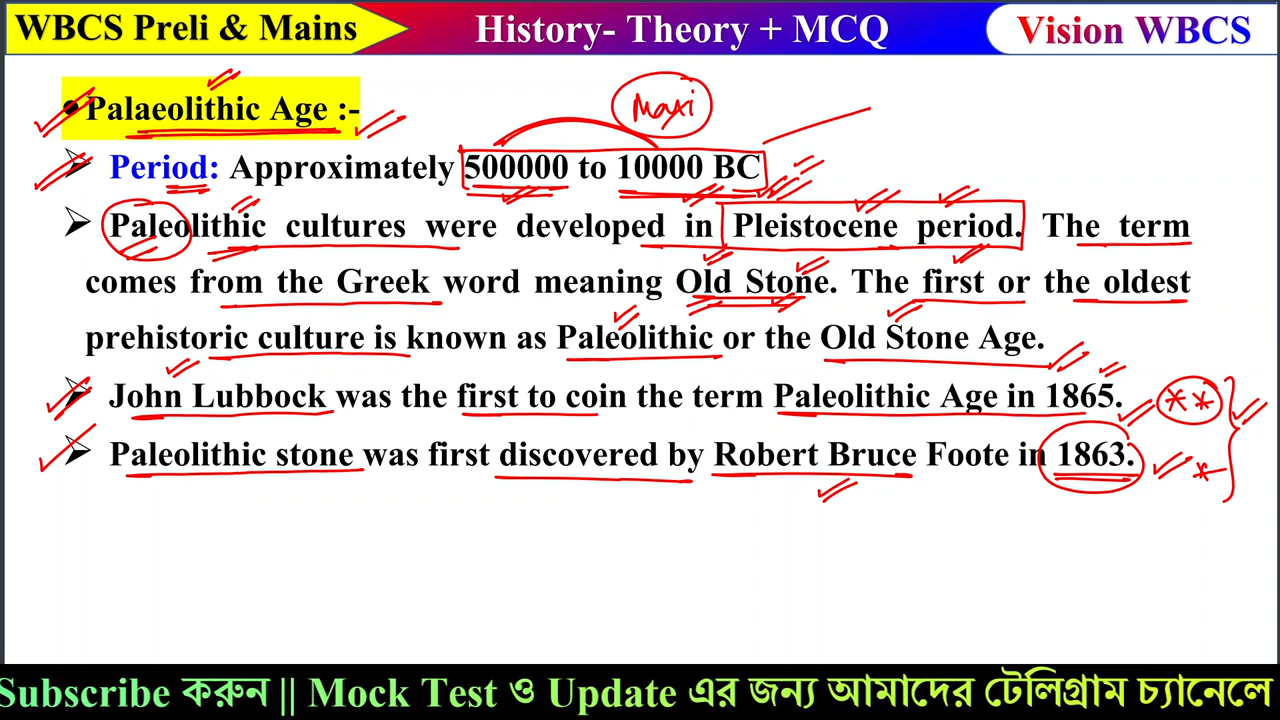 WBCS Preli & Mains
History- Theory + MCQ
Vision WBCS
• Palaeolithic Age :-
Maxi
➢ Period: Approximately 500000 to 10000 BC
➢ Paleolithic cultures were developed in Pleistocene period. The term
comes from the Greek word meaning Old Stone. The first or the oldest
prehistoric culture is known as Paleolithic or the Old Stone Age.
➢ John Lubbock was the first to coin the term Paleolithic Age in 1865. **
➢ Paleolithic stone was first discovered by Robert Bruce Foote in 1863. *
Subscribe করুন || Mock Test ও Update এর জন্য আমাদের টেলিগ্রাম চ্যানেলে